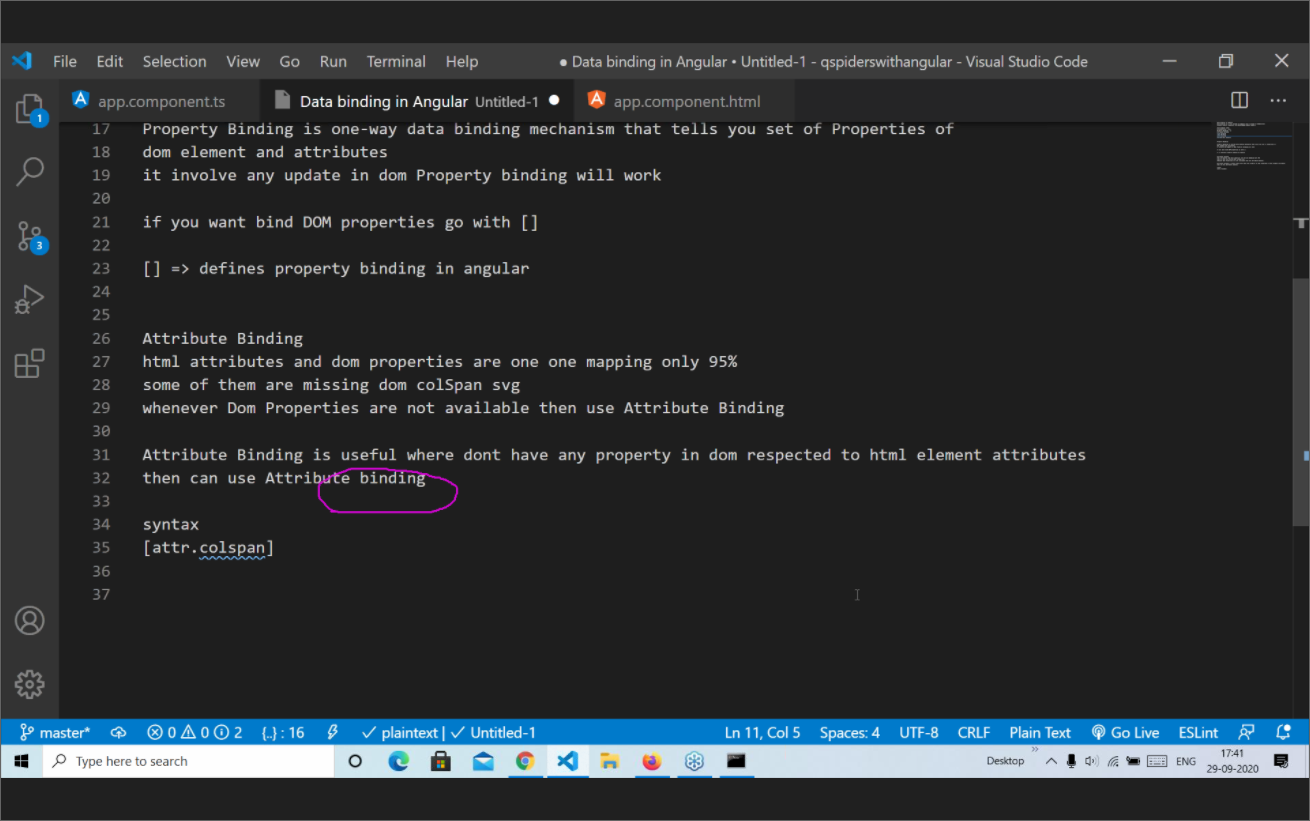 File Edit Selection View Go Run Terminal Help ● Data binding in Angular • Untitled-1 - qspiderswithangular - Visual Studio Code
app.component.ts Data binding in Angular Untitled-1 ● app.component.html
1
3
17 Property Binding is one-way data binding mechanism that tells you set of Properties of
18 dom element and attributes
19 it involve any update in dom Property binding will work
20
21 if you want bind DOM properties go with []
22
23 [] => defines property binding in angular
24
25
26 Attribute Binding
27 html attributes and dom properties are one one mapping only 95%
28 some of them are missing dom colSpan svg
29 whenever Dom Properties are not available then use Attribute Binding
30
31 Attribute Binding is useful where dont have any property in dom respected to html element attributes
32 then can use Attribute binding
33
34 syntax
35 [attr.colspan]
36
37
master* 0 0 2 {..} : 16 plaintext | Untitled-1 Ln 11, Col 5 Spaces: 4 UTF-8 CRLF Plain Text Go Live ESLint
Type here to search Desktop ENG 17:41
29-09-2020